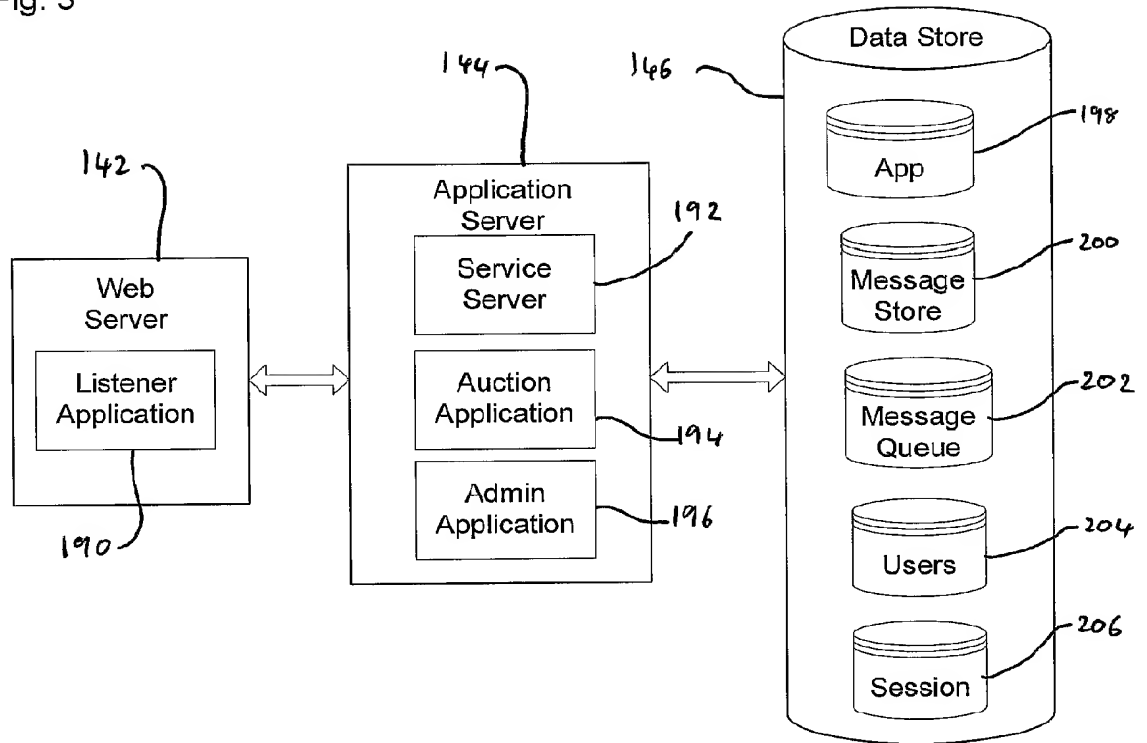 Fig. 3
Data Store
144
146
198
App
142
Application
Server
192
200
Service
Server
Message
Store
Web
Server
Listener
Application
Auction
Application
202
Message
Queue
194
Admin
Application
196
190
204
Users
206
Session